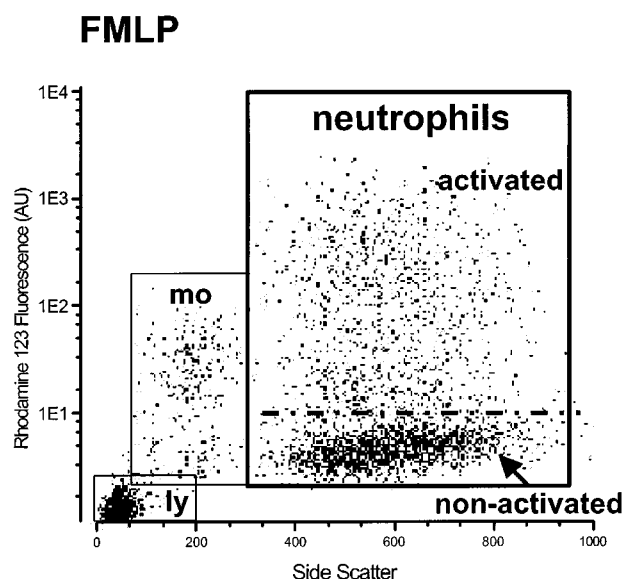 FMLP
1E4
neutrophils
activated
1E3
Rhodamine 123 Fluorescence (AU)
mo
1E2
1E1
ly
non-activated
0
200
400
600
800
1000
Side Scatter